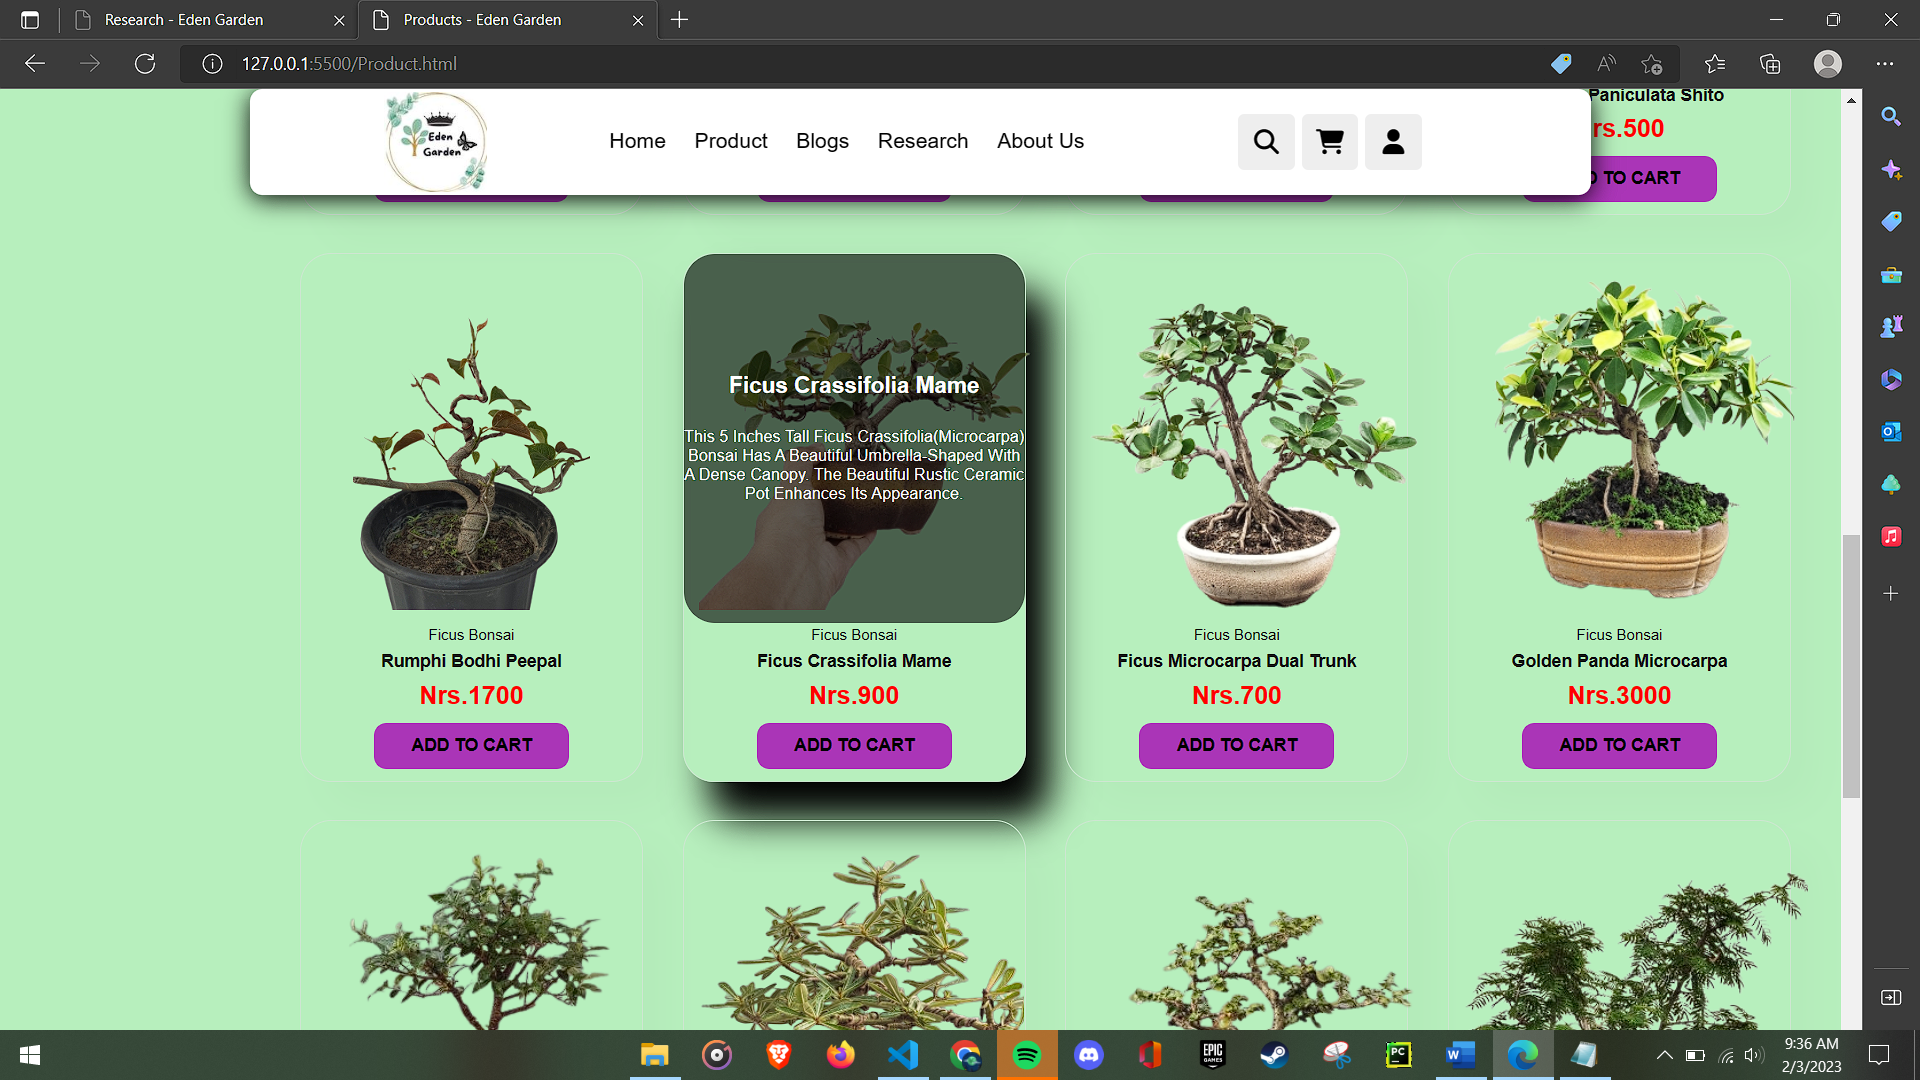 Research - Eden Garden
Products - Eden Garden
127.0.0.1:5500/Product.html
Eden
Garden
Home
Product
Blogs
Research
About Us
Paniculata Shito
rs.500
TO CART
Ficus Crassifolia Mame
This 5 Inches Tall Ficus Crassifolia(Microcarpa)
Bonsai Has A Beautiful Umbrella-Shaped With
A Dense Canopy. The Beautiful Rustic Ceramic
Pot Enhances Its Appearance.
Ficus Bonsai
Rumphi Bodhi Peepal
Nrs.1700
ADD TO CART
Ficus Bonsai
Ficus Crassifolia Mame
Nrs.900
ADD TO CART
Ficus Bonsai
Ficus Microcarpa Dual Trunk
Nrs.700
ADD TO CART
Ficus Bonsai
Golden Panda Microcarpa
Nrs.3000
ADD TO CART
EPIC
GAMES
PC
9:36 AM
2/3/2023